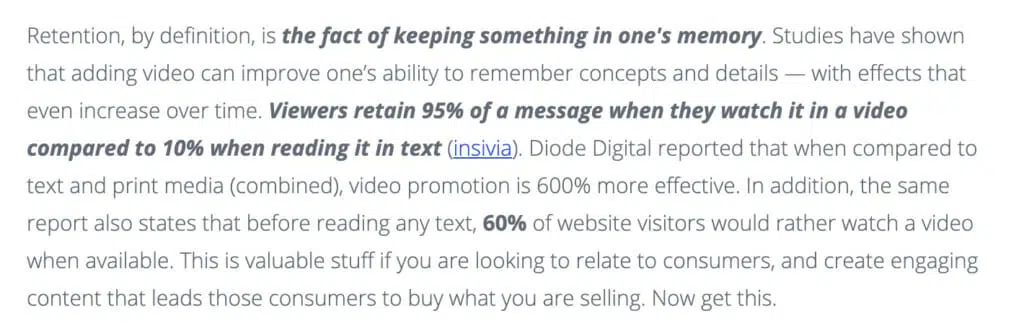 Retention, by definition, is the fact of keeping something in one's memory. Studies have shown
that adding video can improve one’s ability to remember concepts and details — with effects that
even increase over time. Viewers retain 95% of a message when they watch it in a video
compared to 10% when reading it in text (insivia). Diode Digital reported that when compared to
text and print media (combined), video promotion is 600% more effective. In addition, the same
report also states that before reading any text, 60% of website visitors would rather watch a video
when available. This is valuable stuff if you are looking to relate to consumers, and create engaging
content that leads those consumers to buy what you are selling. Now get this.